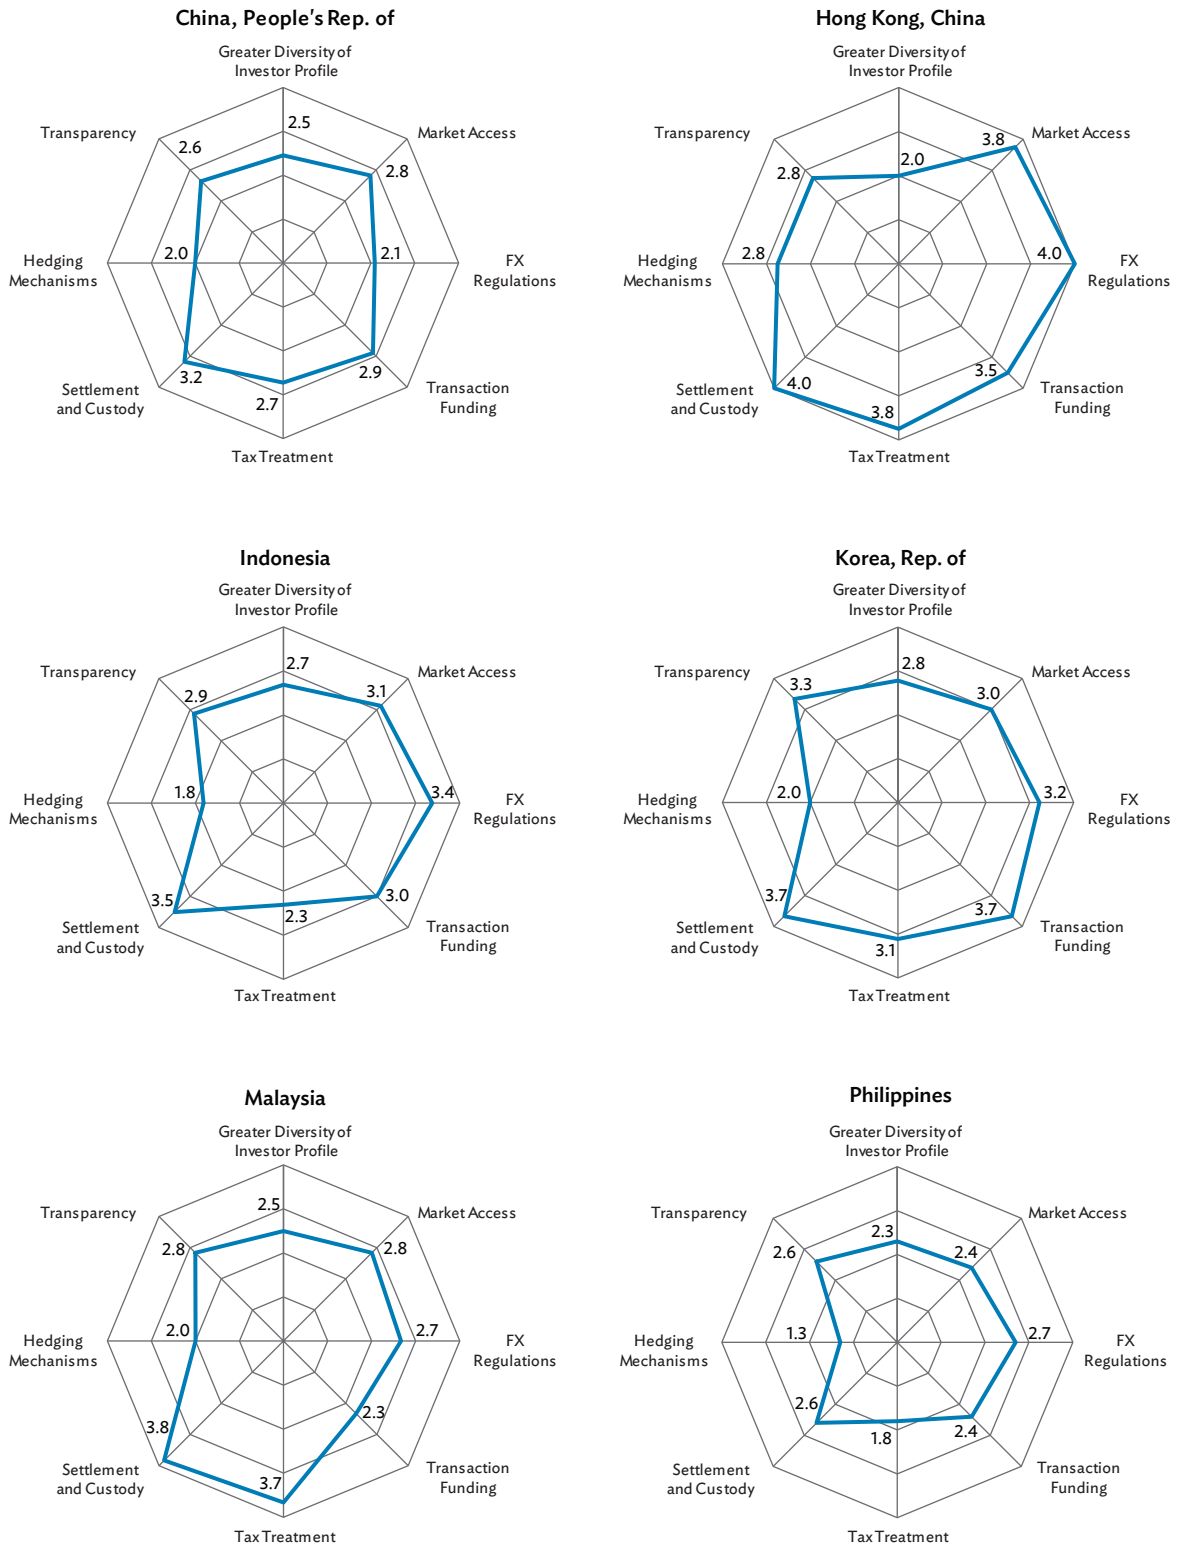 China, People's Rep. of
Greater Diversity of
Investor Profile
Transparency
Market Access
2.5
2.6
2.8
Hedging
Mechanisms
2.0
2.1
FX
Regulations
3.2
2.9
Settlement
and Custody
2.7
Transaction
Funding
Tax Treatment
Hong Kong, China
Greater Diversity of
Investor Profile
Transparency
Market Access
3.8
2.8
2.0
Hedging
Mechanisms
2.8
4.0
FX
Regulations
4.0
3.5
Settlement
and Custody
3.8
Transaction
Funding
Tax Treatment
Indonesia
Greater Diversity of
Investor Profile
Transparency
Market Access
2.7
2.9
3.1
Hedging
Mechanisms
1.8
3.4
FX
Regulations
3.5
3.0
Settlement
and Custody
2.3
Transaction
Funding
Tax Treatment
Korea, Rep. of
Greater Diversity of
Investor Profile
Transparency
Market Access
2.8
3.3
3.0
Hedging
Mechanisms
2.0
3.2
FX
Regulations
3.7
3.7
Settlement
and Custody
3.1
Transaction
Funding
Tax Treatment
Malaysia
Greater Diversity of
Investor Profile
Transparency
Market Access
2.5
2.8
2.8
Hedging
Mechanisms
2.0
2.7
FX
Regulations
3.8
2.3
Settlement
and Custody
3.7
Transaction
Funding
Tax Treatment
Philippines
Greater Diversity of
Investor Profile
Transparency
Market Access
2.3
2.6
2.4
Hedging
Mechanisms
1.3
2.7
FX
Regulations
2.6
2.4
Settlement
and Custody
1.8
Transaction
Funding
Tax Treatment